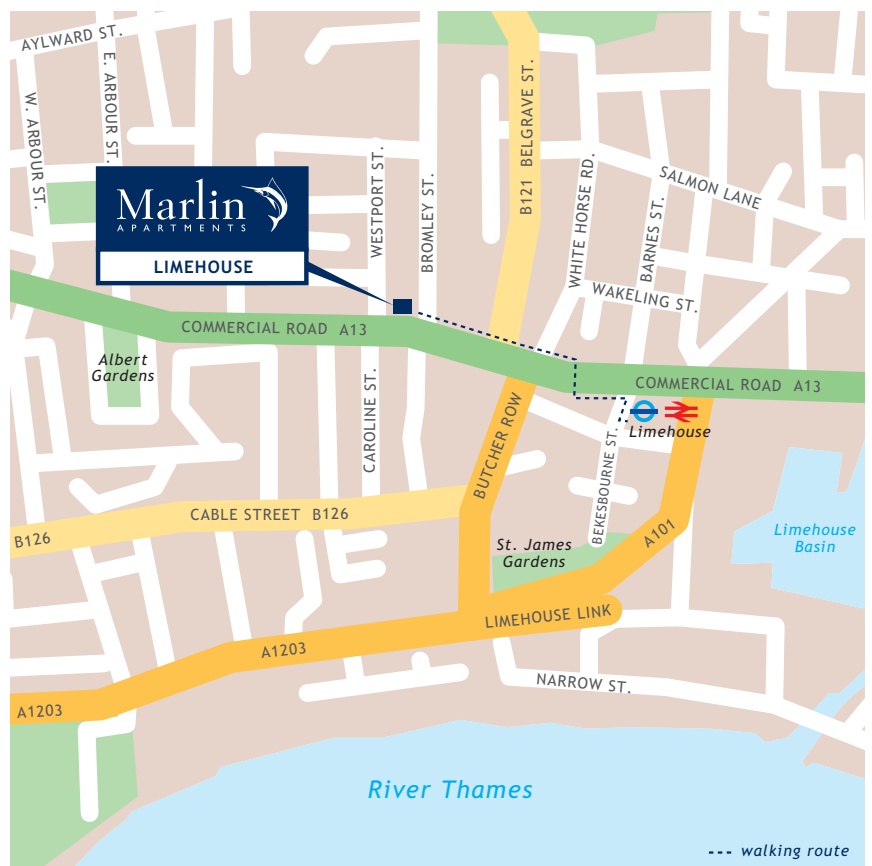 AYLWARD ST.
E. ARBOUR ST.
W. ARBOUR ST.
Marlin
APARTMENTS
LIMEHOUSE
WESTPORT ST.
BROMLEY ST.
B121 BELGRAVE ST.
WHITE HORSE RD.
SALMON LANE
BARNES ST.
WAKELING ST.
COMMERCIAL ROAD A13
COMMERCIAL ROAD A13
Albert
Gardens
CAROLINE ST.
BUTCHER ROW
Limehouse
BEKESBOURNE ST.
CABLE STREET B126
B126
St. James
Gardens
A101
Limehouse
Basin
LIMEHOUSE LINK
A1203
A1203
NARROW ST.
River Thames
walking route